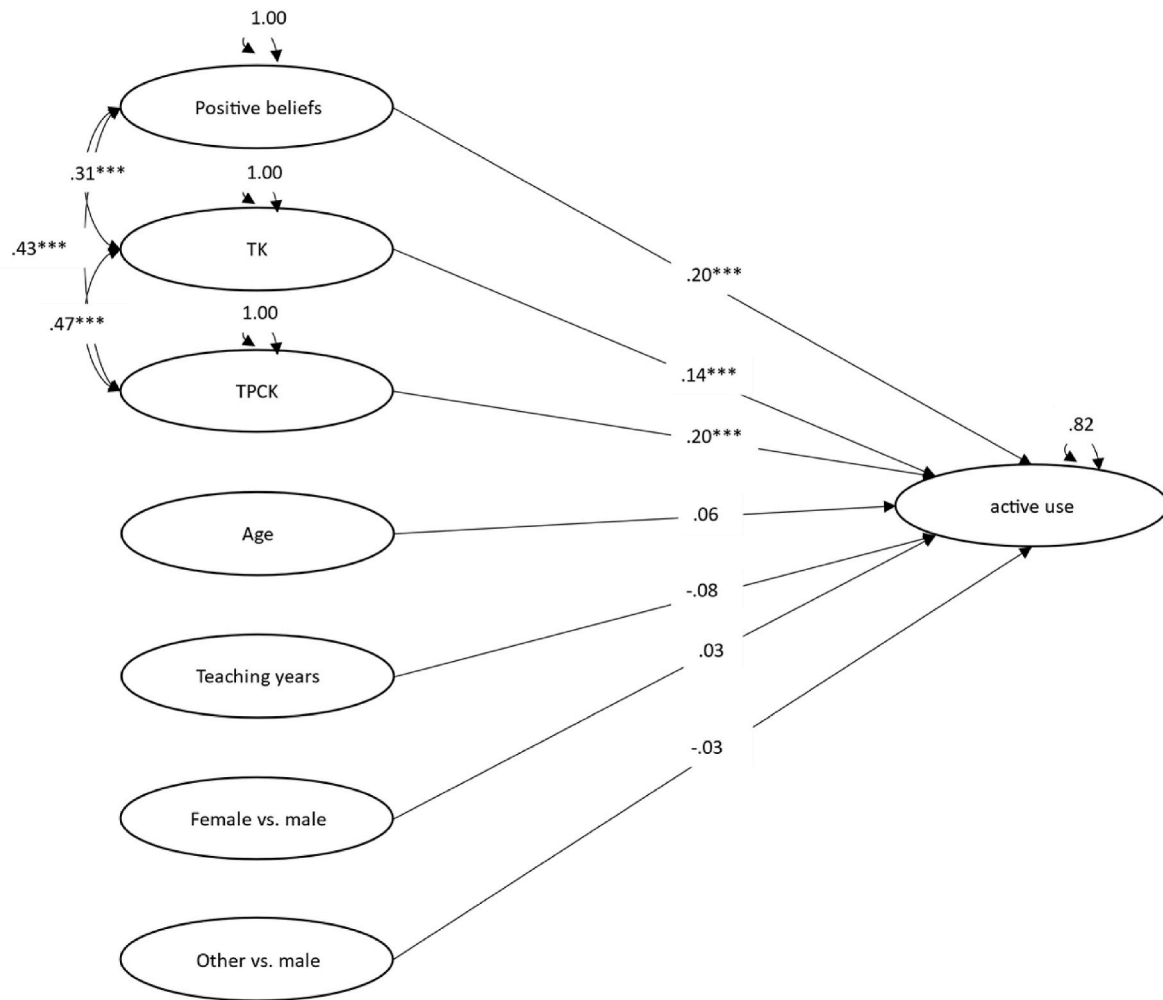 1.00
Positive beliefs
.31***
1.00
TK
.43***
.20***
1.00
.47***
.14***
TPCK
.20***
.82
active use
.06
Age
-.08
.03
Teaching years
-.03
Female vs. male
Other vs. male